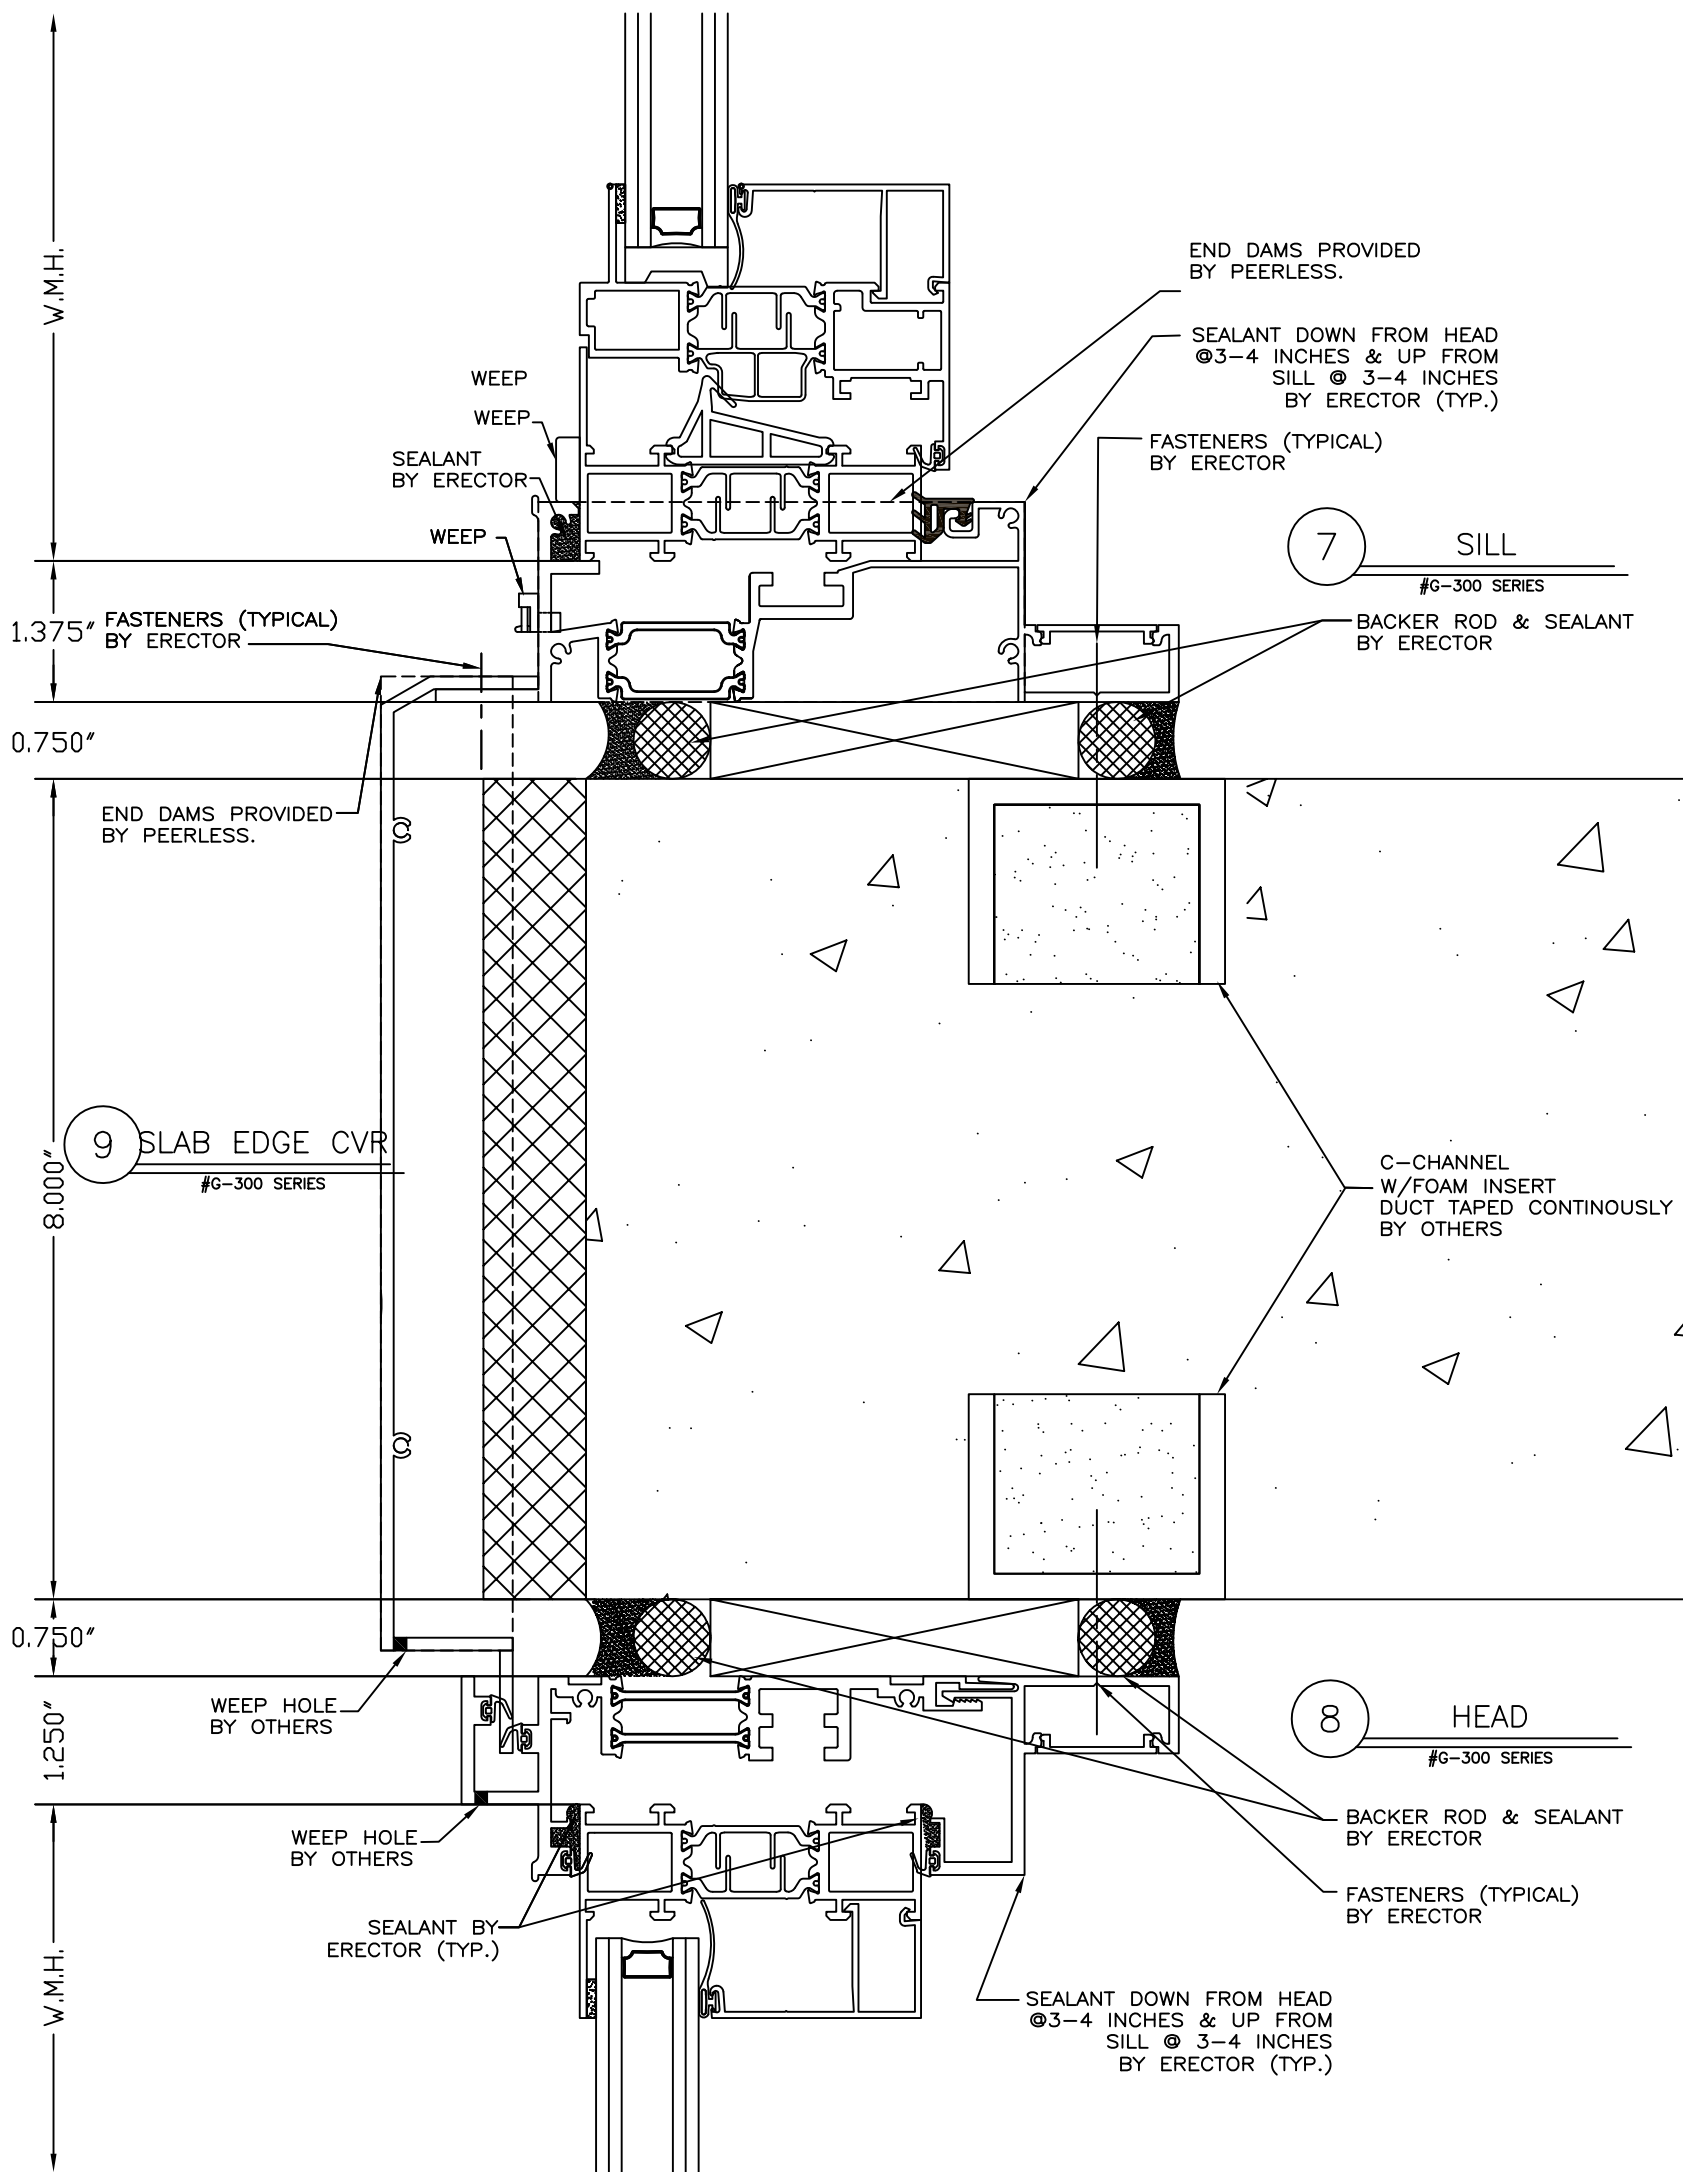 W.M.H.
END DAMS PROVIDED
BY PEERLESS.
SEALANT DOWN FROM HEAD
@3-4 INCHES & UP FROM
SILL @ 3-4 INCHES
BY ERECTOR (TYP.)
WEEP
WEEP
SEALANT
BY ERECTOR
FASTENERS (TYPICAL)
BY ERECTOR
WEEP
7
SILL
#G-300 SERIES
1.375"
FASTENERS (TYPICAL)
BY ERECTOR
BACKER ROD & SEALANT
BY ERECTOR
0.750"
END DAMS PROVIDED
BY PEERLESS.
9
SLAB EDGE CVR
#G-300 SERIES
8.000"
C-CHANNEL
W/FOAM INSERT
DUCT TAPED CONTINOUSLY
BY OTHERS
0.750"
WEEP HOLE
BY OTHERS
8
HEAD
#G-300 SERIES
1.250"
WEEP HOLE
BY OTHERS
BACKER ROD & SEALANT
BY ERECTOR
FASTENERS (TYPICAL)
BY ERECTOR
SEALANT BY
ERECTOR (TYP.)
W.M.H.
SEALANT DOWN FROM HEAD
@3-4 INCHES & UP FROM
SILL @ 3-4 INCHES
BY ERECTOR (TYP.)